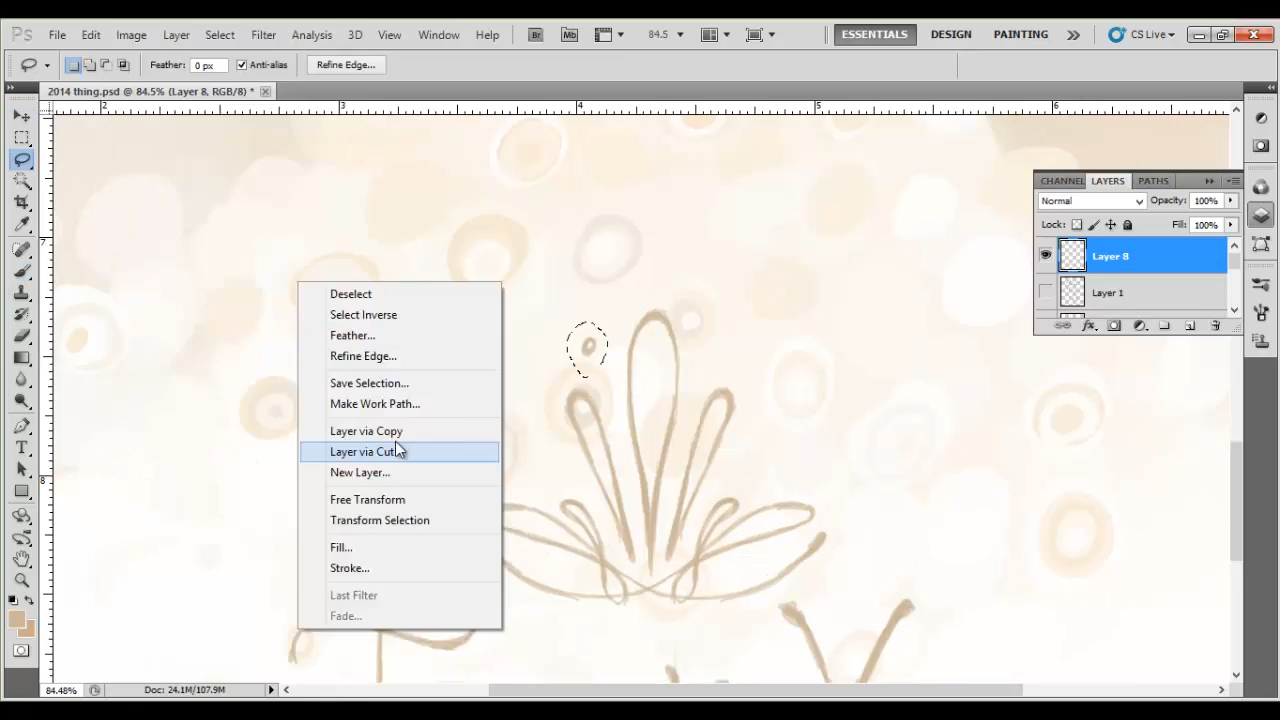 Ps File Edit Image Layer Select Filter Analysis 3D View Window Help Br Mb 84.5 ESSENTIALS DESIGN PAINTING CS Live
Feather: 0 px Anti-alias Refine Edge...
2014 thing.psd @ 84.5% (Layer 8, RGB/8) *
2 3 4 5 6
CHANNEL LAYERS PATHS
Normal Opacity: 100%
Lock: Fill: 100%
Layer 8
Layer 1
7
8
Deselect
Select Inverse
Feather...
Refine Edge...
Save Selection...
Make Work Path...
Layer via Copy
Layer via Cut
New Layer...
Free Transform
Transform Selection
Fill...
Stroke...
Last Filter
Fade...
84.48% Doc: 24.1M/107.9M